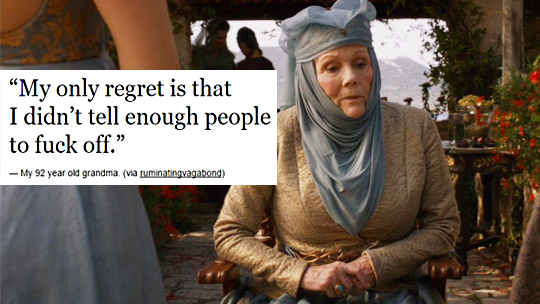 “My only regret is that
I didn’t tell enough people
to fuck off.”
— My 92 year old grandma. (via ruminatingvagabond)